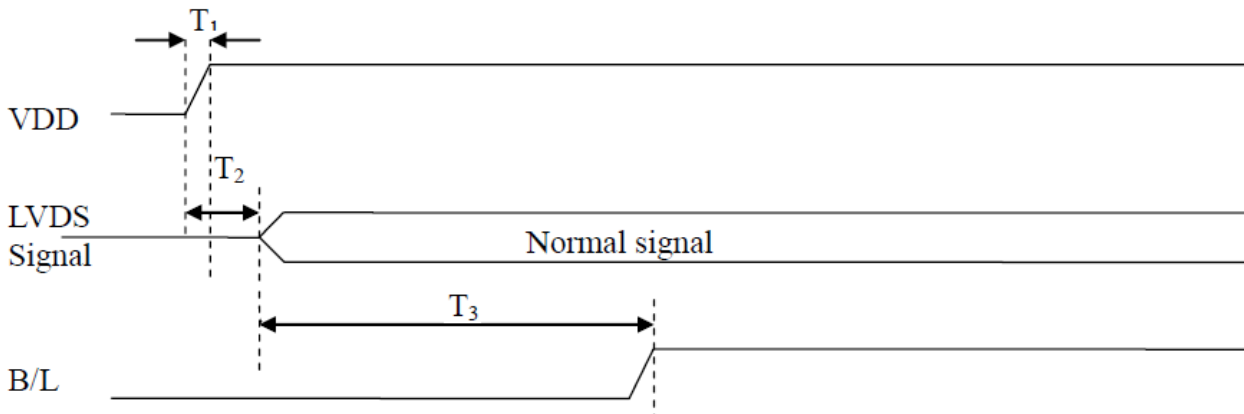 T₁
VDD
T₂
LVDS
Signal
Normal signal
T₃
B/L